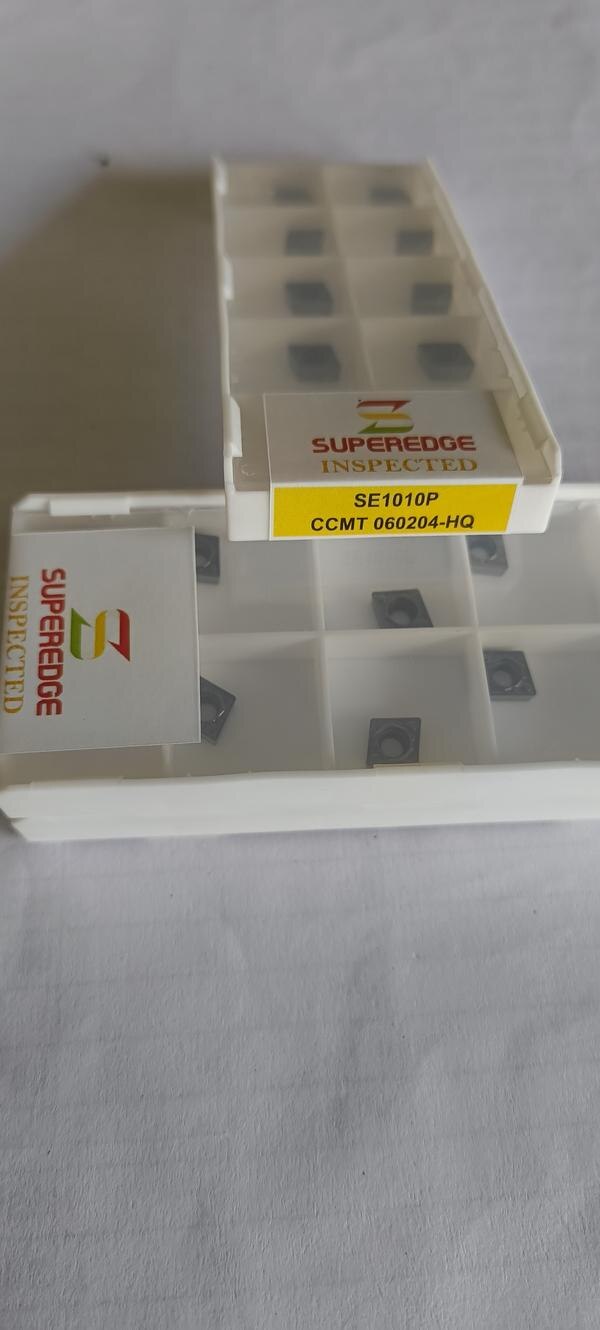 SUPEREDGE
INSPECTED
SE1010P
CCMT 060204-HQ
SUPEREDGE
INSPECTED